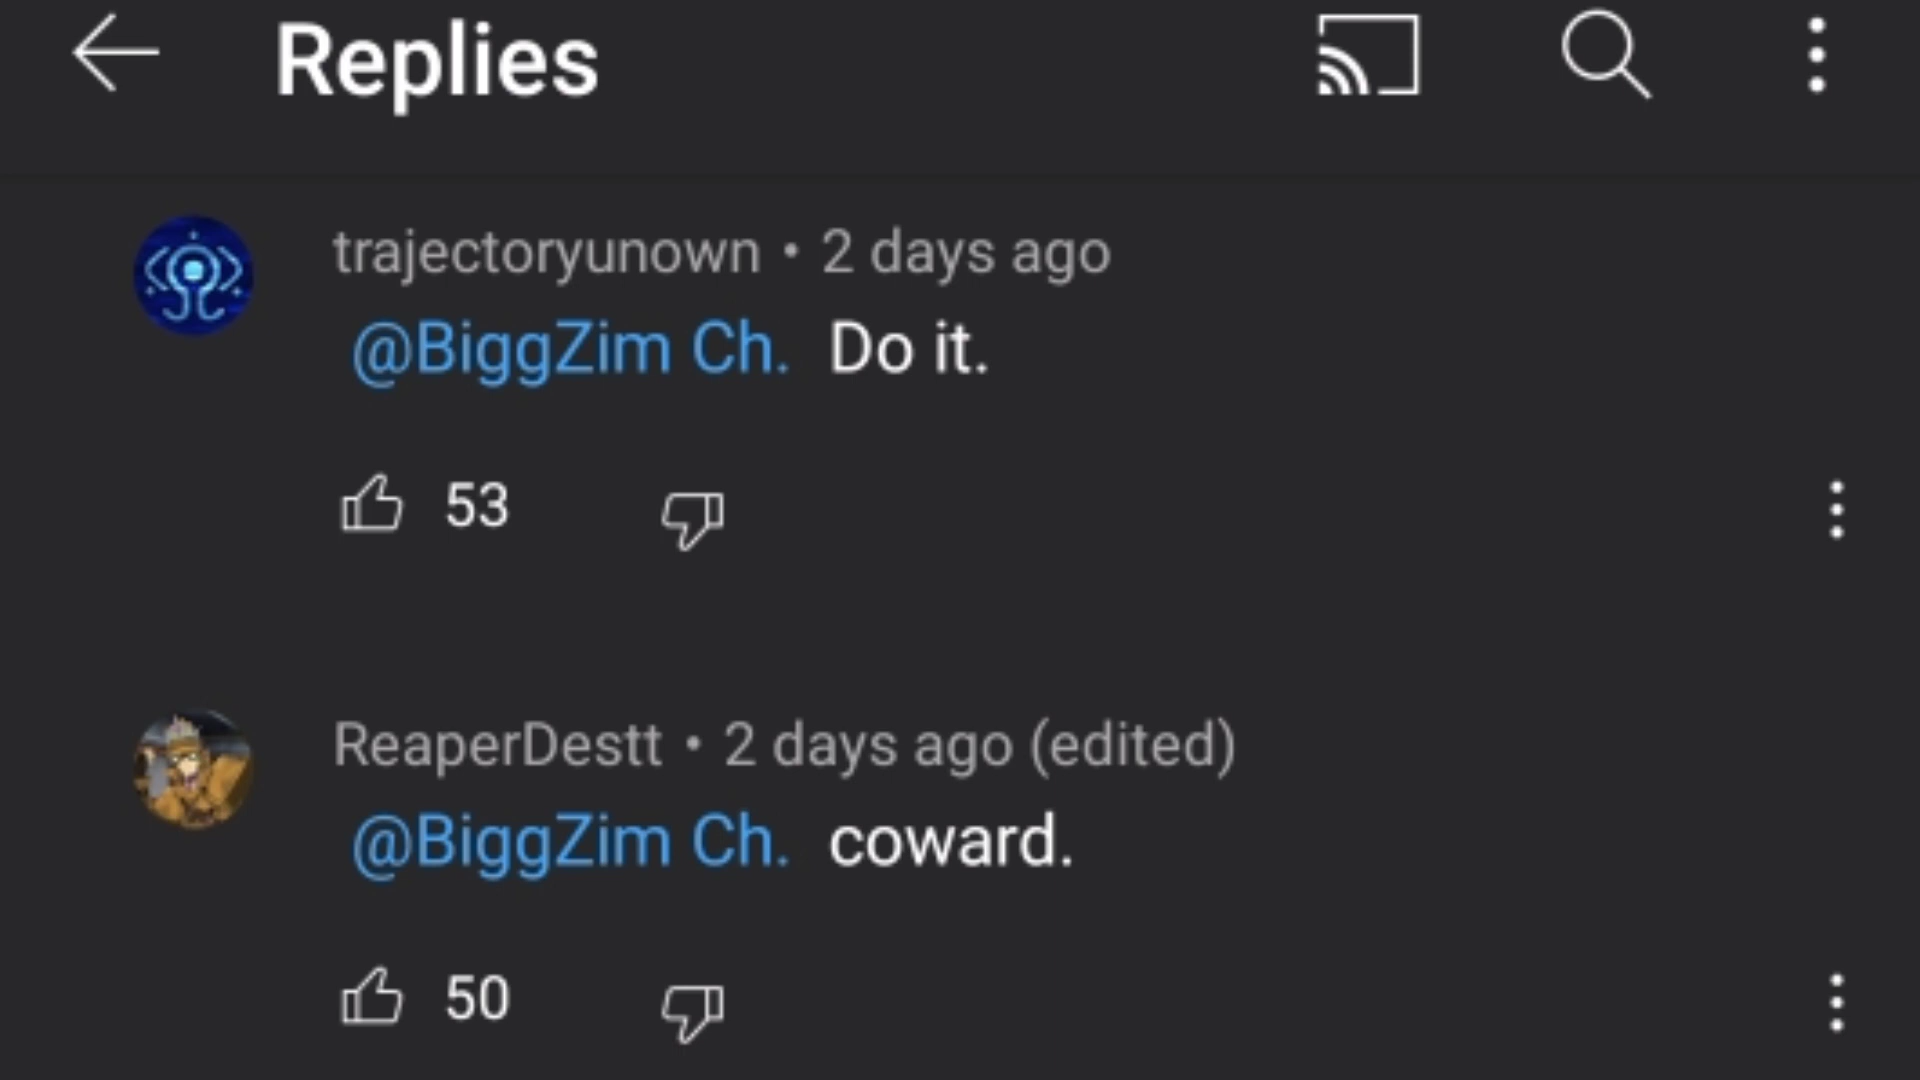 Replies
trajectoryunown • 2 days ago
@BiggZim Ch. Do it.
53
ReaperDestt • 2 days ago (edited)
@BiggZim Ch. coward.
50